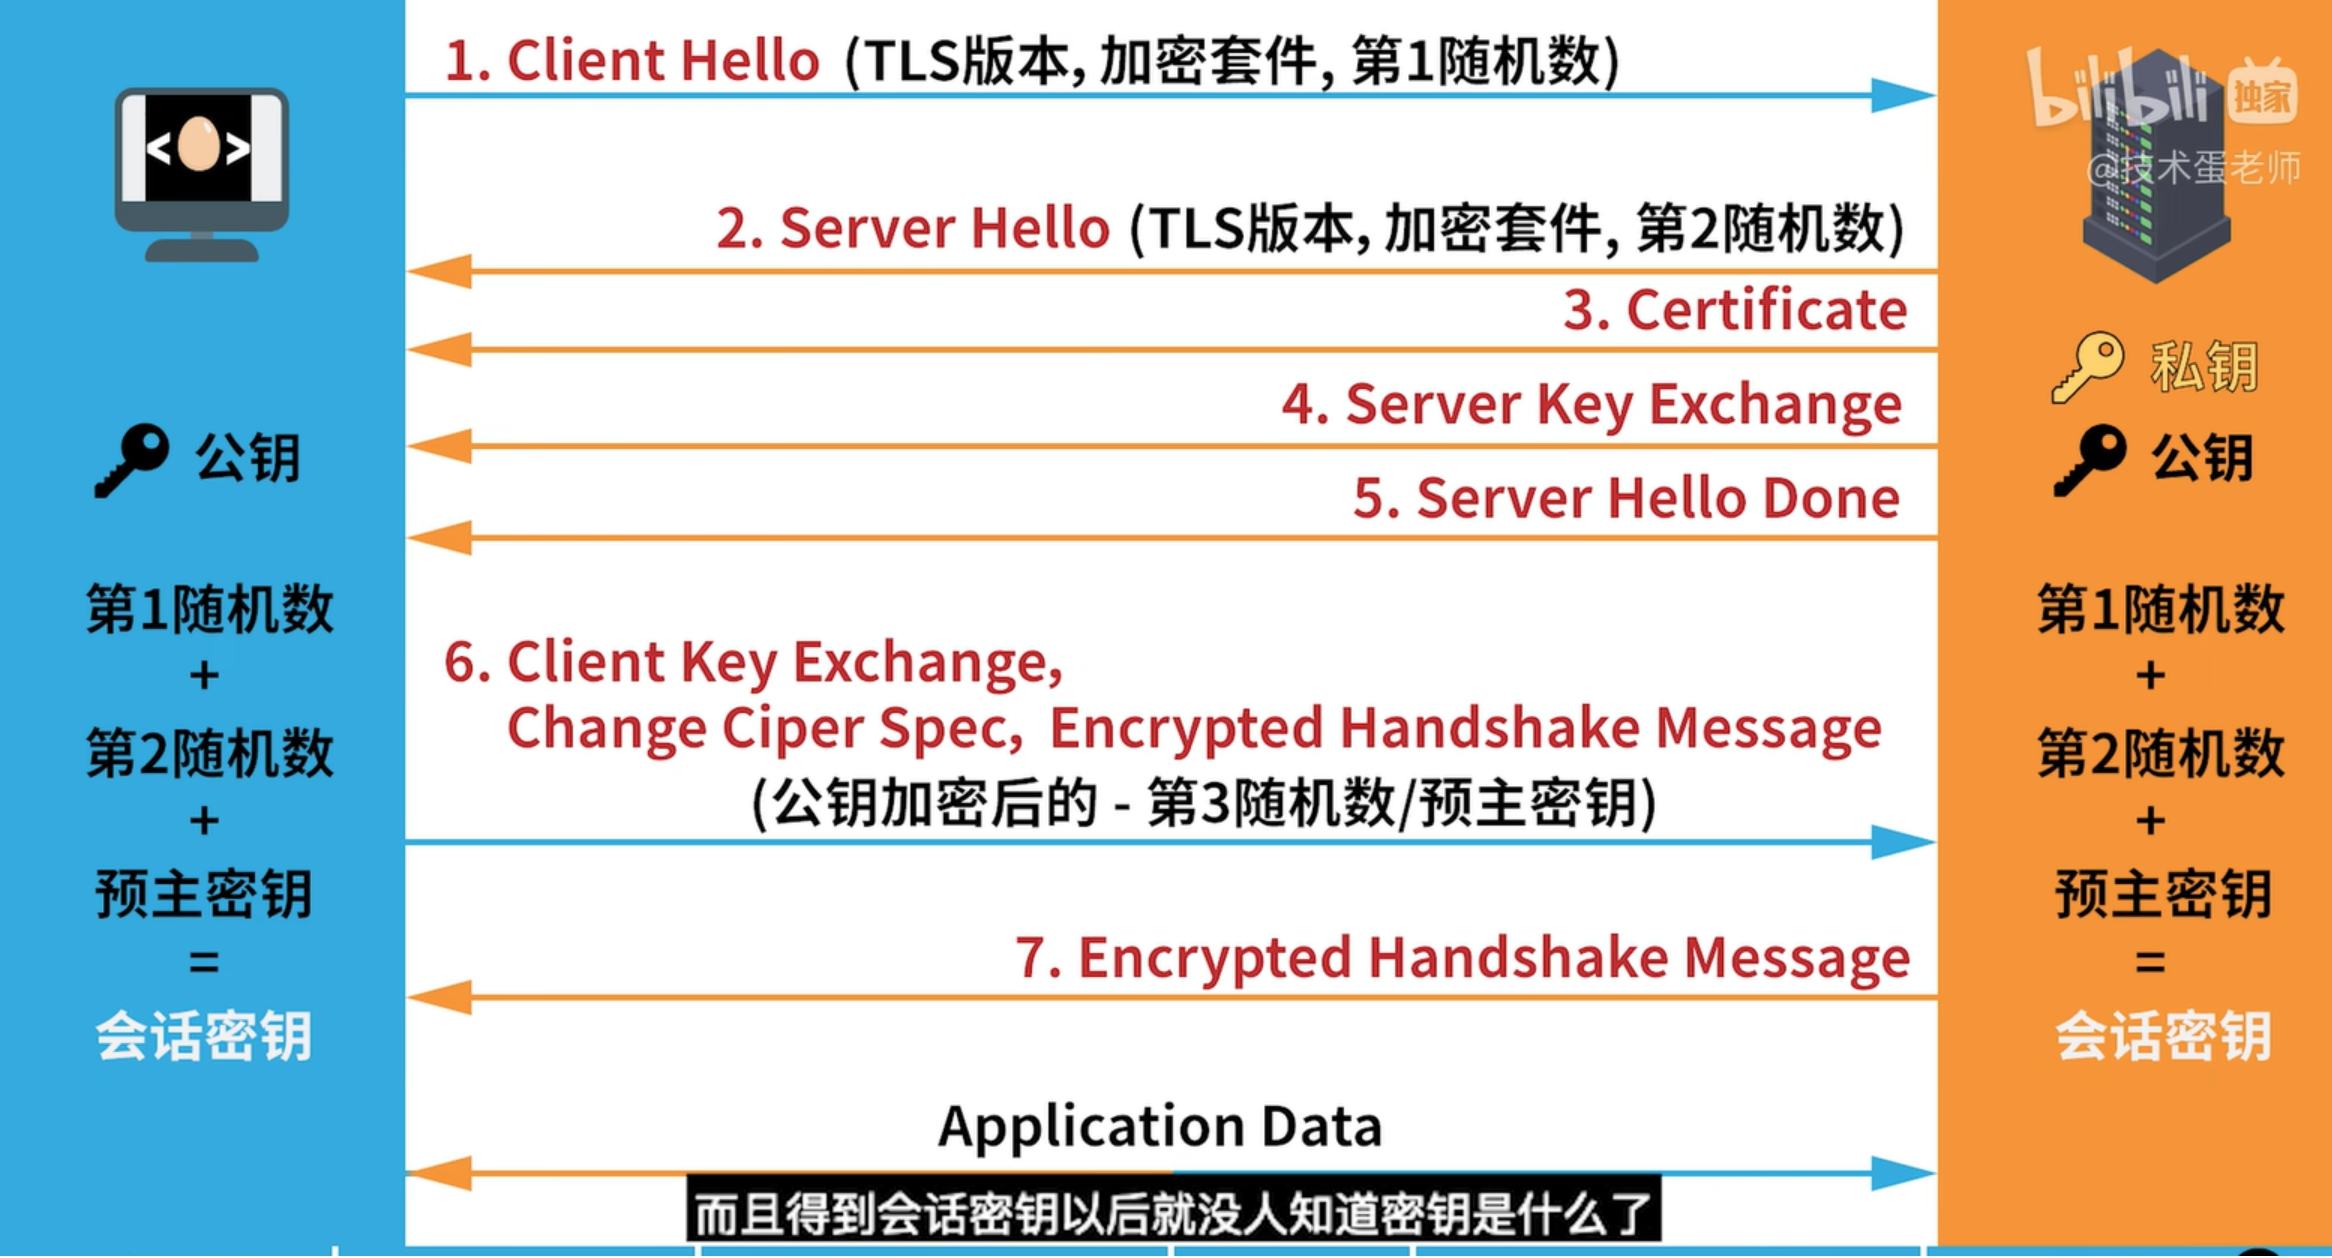 1. Client Hello (TLS版本, 加密套件, 第1随机数)
bilibili 独家
@技术蛋老师
< >
2. Server Hello (TLS版本, 加密套件, 第2随机数)
3. Certificate
私钥
4. Server Key Exchange
公钥
公钥
5. Server Hello Done
第1随机数
+
第2随机数
+
预主密钥
=
会话密钥
6. Client Key Exchange,
Change Ciper Spec, Encrypted Handshake Message
(公钥加密后的 - 第3随机数/预主密钥)
7. Encrypted Handshake Message
第1随机数
+
第2随机数
+
预主密钥
=
会话密钥
Application Data
而且得到会话密钥以后就没人知道密钥是什么了